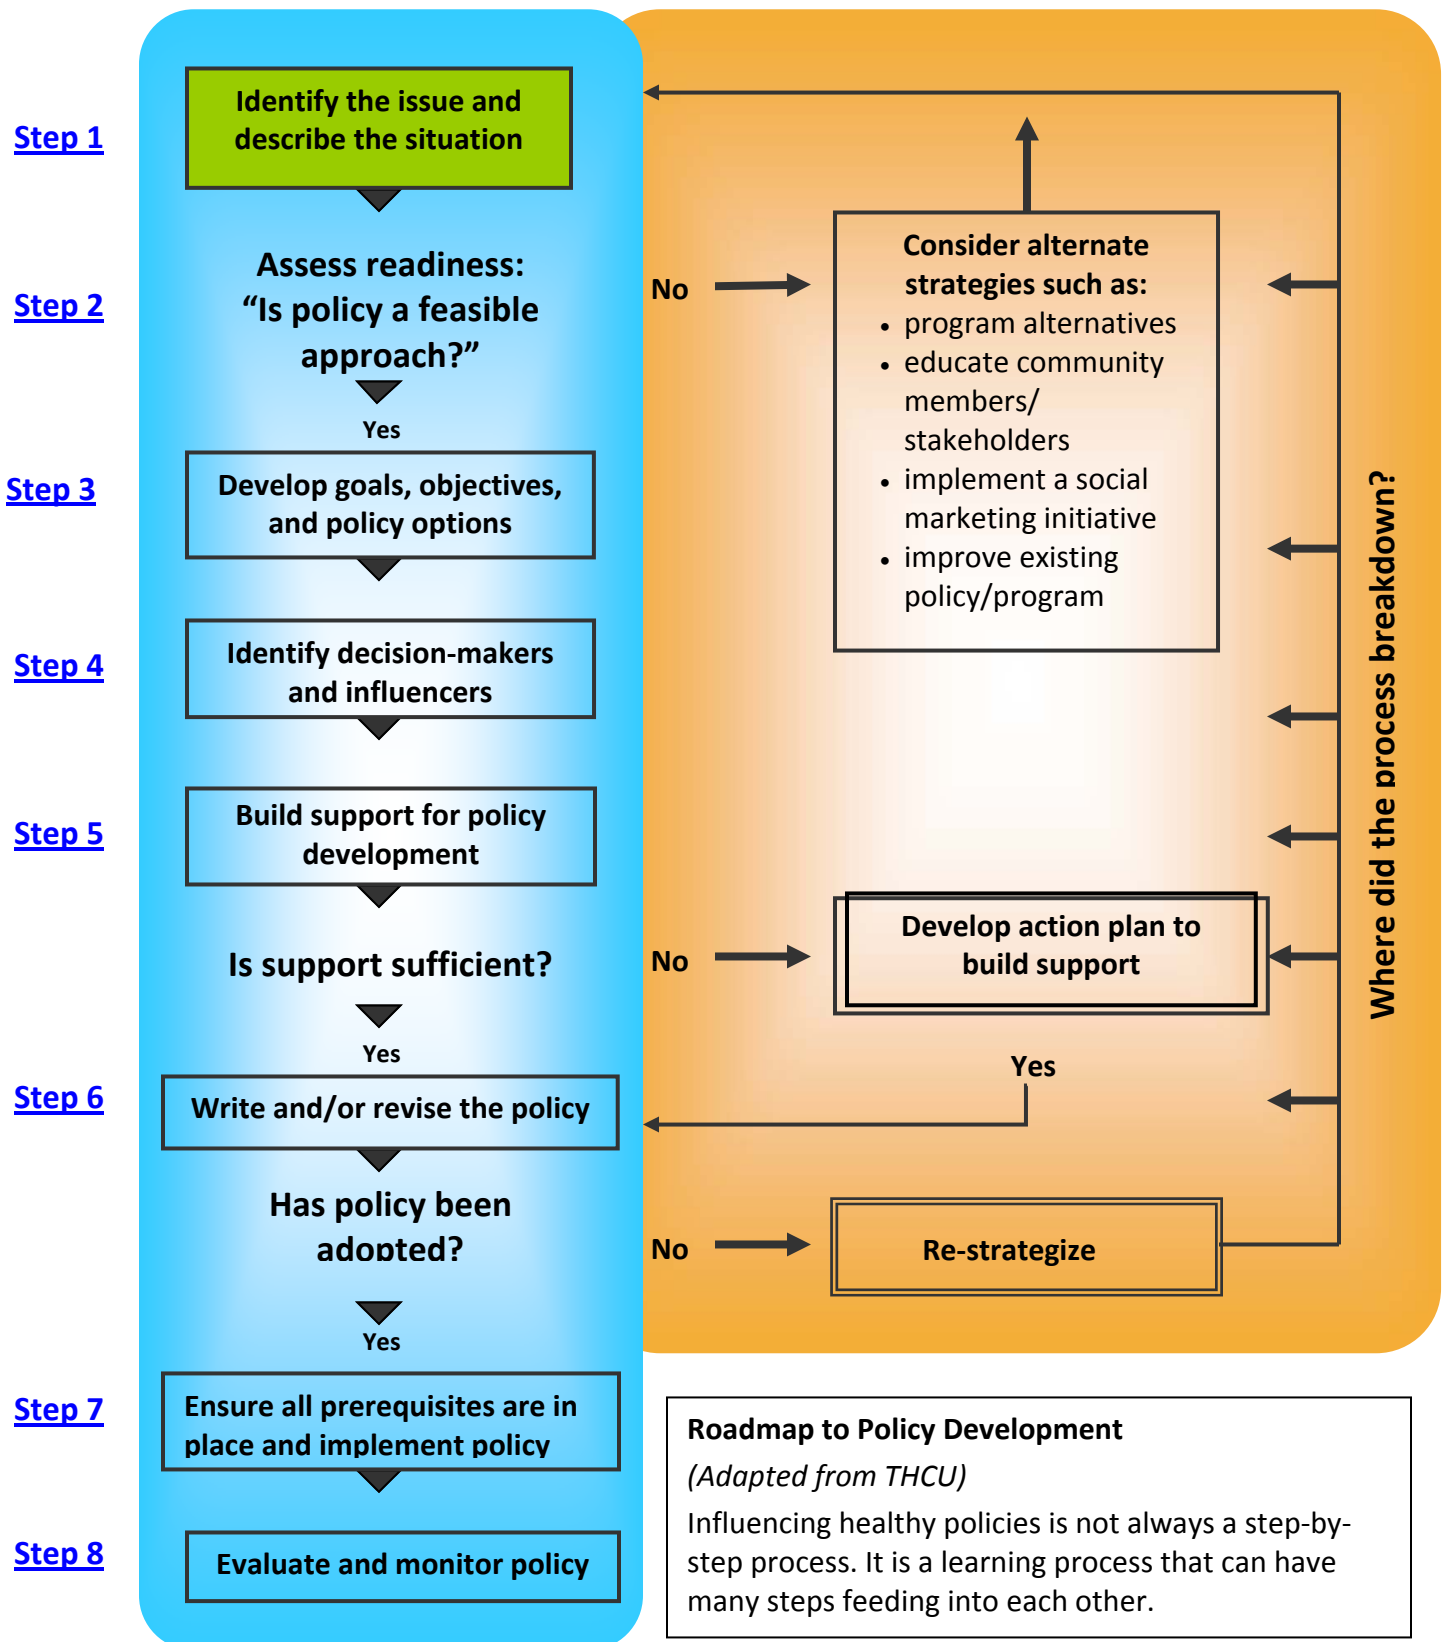 Step 1
Identify the issue and
describe the situation
Step 2
Assess readiness:
“Is policy a feasible
approach?”
No
Consider alternate
strategies such as:
• program alternatives
• educate community
members/
stakeholders
• implement a social
marketing initiative
• improve existing
policy/program
Yes
Step 3
Develop goals, objectives,
and policy options
Step 4
Identify decision-makers
and influencers
Step 5
Build support for policy
development
Is support sufficient?
No
Develop action plan to
build support
Where did the process breakdown?
Yes
Yes
Step 6
Write and/or revise the policy
Has policy been
adopted?
No
Re-strategize
Yes
Step 7
Ensure all prerequisites are in
place and implement policy
Step 8
Evaluate and monitor policy
Roadmap to Policy Development
(Adapted from THCU)
Influencing healthy policies is not always a step-by-
step process. It is a learning process that can have
many steps feeding into each other.